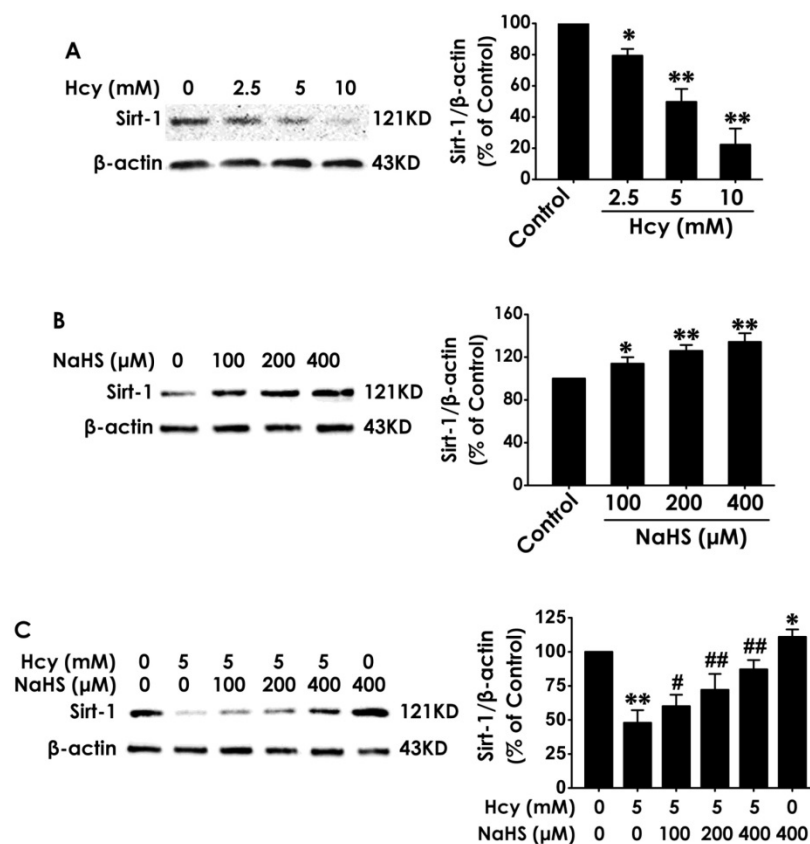 A
Hcy (mM) 0 2.5 5 10
Sirt-1 121KD
β-actin 43KD
Sirt-1/β-actin
(% of Control)
100
80
60
40
20
0
* ** **
Control 2.5 5 10
Hcy (mM)
B
NaHS (μM) 0 100 200 400
Sirt-1 121KD
β-actin 43KD
Sirt-1/β-actin
(% of Control)
160
120
80
40
0
* ** **
Control 100 200 400
NaHS (μM)
C
Hcy (mM) 0 5 5 5 5 0
NaHS (μM) 0 0 100 200 400 400
Sirt-1 121KD
β-actin 43KD
Sirt-1/β-actin
(% of Control)
125
100
75
50
25
0
** # ## ## *
Hcy (mM) 0 5 5 5 5 0
NaHS (μM) 0 0 100 200 400 400